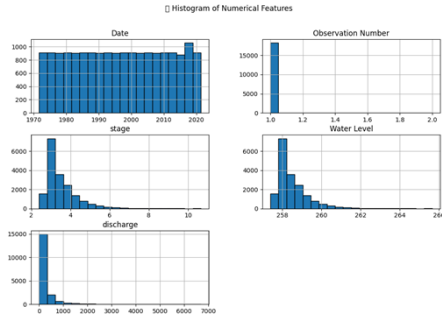 Histogram of Numerical Features
Date Observation Number
1000
800
600
400
200
0
1970 1980 1990 2000 2010 2020
15000
10000
5000
0
1.0 1.2 1.4 1.6 1.8 2.0
stage Water Level
6000
4000
2000
0
2 4 6 8 10
6000
4000
2000
0
258 260 262 264 266
discharge
15000
10000
5000
0
0 1000 2000 3000 4000 5000 6000 7000